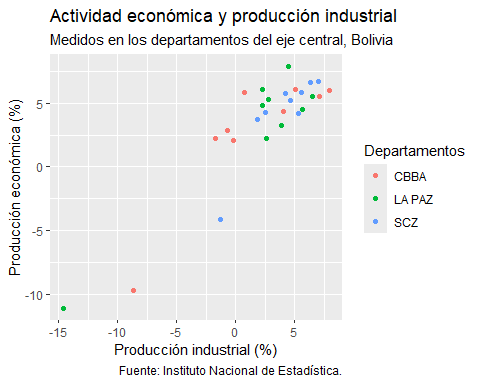 Actividad económica y producción industrial
Medidos en los departamentos del eje central, Bolivia
Producción económica (%)
5
0
-5
-10
-15
-10
-5
0
5
Producción industrial (%)
Departamentos
CBBA
LA PAZ
SCZ
Fuente: Instituto Nacional de Estadística.